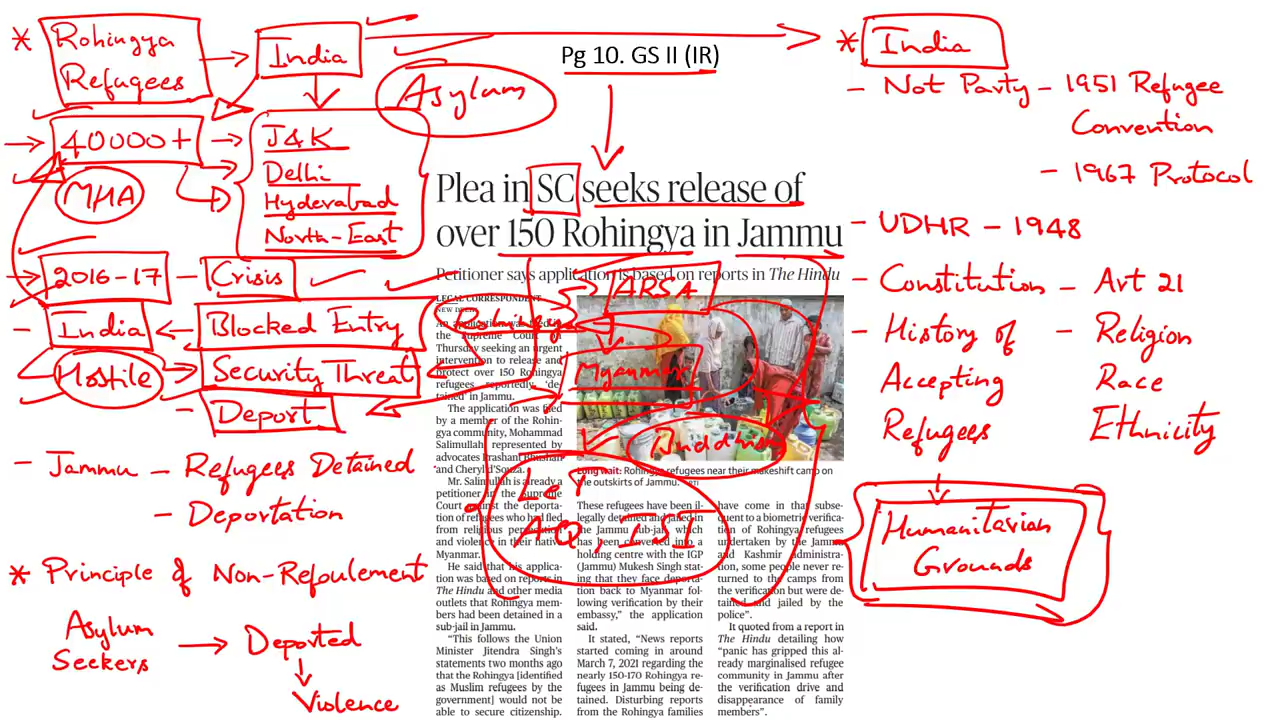 * Rohingya
Refugees
India
Asylum
40000+
MHA
J&K
Delhi
Hyderabad
North-East
2016-17 - Crisis
- India
Blocked Entry
Hostile
Security Threat
- Deport
- Jammu - Refugees Detained
- Deportation
* Principle of Non-Refoulement
Asylum
Seekers
Deported
Violence
Pg 10. GS II (IR)
Plea in SC seeks release of
over 150 Rohingya in Jammu
Petitioner says application is based on reports in The Hindu
LEGAL CORRESPONDENT
ARSA
Myanmar
Buddhism
LeT
AQ, ISI
An application was filed in
the Supreme Court on
Thursday seeking an urgent
intervention to release and
protect over 150 Rohingya
refugees reportedly 'de-
tained' in Jammu.
The application was filed
by a member of the Rohin-
gya community, Mohammad
Salimullah, represented by
advocates Prashant Bhushan
and Cheryl d'Souza.
Mr. Salimullah is already a
petitioner in the Supreme
Court against the deporta-
tion of refugees who had fled
from religious persecution
and violence in their native
Myanmar.
He said that his applica-
tion was based on reports in
The Hindu and other media
outlets that Rohingya mem-
bers had been detained in a
sub-jail in Jammu.
"This follows the Union
Minister Jitendra Singh's
statements two months ago
that the Rohingya [identified
as Muslim refugees by the
government] would not be
able to secure citizenship.
Long wait: Rohingya refugees near their makeshift camp on
the outskirts of Jammu.
These refugees have been il-
legally detained and jailed in
the Jammu sub-jail, which
has been converted into a
holding centre with the IGP
(Jammu) Mukesh Singh stat-
ing that they face deporta-
tion back to Myanmar fol-
lowing verification by their
embassy," the application
said.
It stated, "News reports
started coming in around
March 7, 2021 regarding the
nearly 150-170 Rohingya re-
fugees in Jammu being de-
tained. Disturbing reports
from the Rohingya families
have come in that subse-
quent to a biometric verifica-
tion of Rohingya refugees
undertaken by the Jammu
and Kashmir administra-
tion, some people never re-
turned to the camps from
the verification but were de-
tained and jailed by the
police".
It quoted from a report in
The Hindu detailing how
"panic has gripped this al-
ready marginalised refugee
community in Jammu after
the verification drive and
disappearance of family
members".
* India
- Not Party - 1951 Refugee
Convention
- 1967 Protocol
- UDHR - 1948
- Constitution - Art 21
- History of - Religion
Accepting Race
Refugees Ethnicity
Humanitarian
Grounds